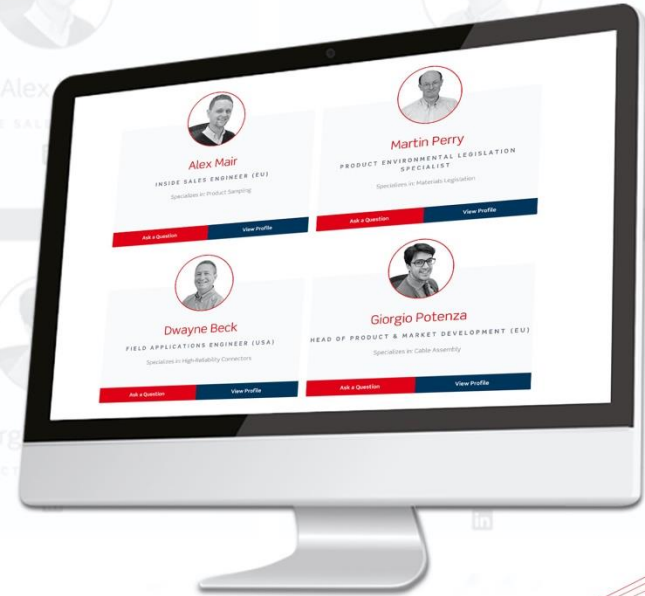 Alex Mair
INSIDE SALES ENGINEER (EU)
Specializes in: Product Sampling
Ask a Question
View Profile
Martin Perry
PRODUCT ENVIRONMENTAL LEGISLATION
SPECIALIST
Specializes in: Materials Legislation
Ask a Question
View Profile
Dwayne Beck
FIELD APPLICATIONS ENGINEER (USA)
Specializes in: High-Reliability Connectors
Ask a Question
View Profile
Giorgio Potenza
HEAD OF PRODUCT & MARKET DEVELOPMENT (EU)
Specializes in: Cable Assembly
Ask a Question
View Profile
Alex
in